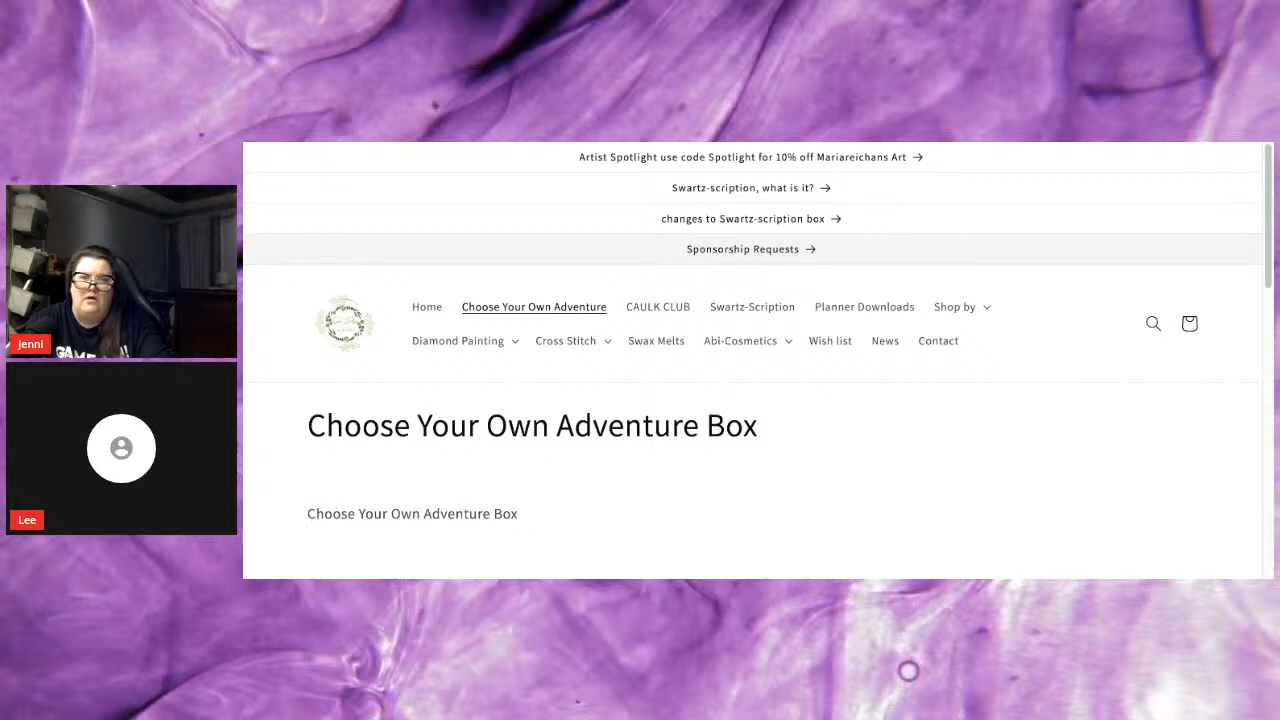 Artist Spotlight use code Spotlight for 10% off Mariareichans Art →
Swartz-scription, what is it? →
changes to Swartz-scription box →
Sponsorship Requests →
Home Choose Your Own Adventure CAULK CLUB Swartz-Scription Planner Downloads Shop by
Diamond Painting Cross Stitch Swax Melts Abi-Cosmetics Wish list News Contact
Choose Your Own Adventure Box
Choose Your Own Adventure Box
Jenni
Lee